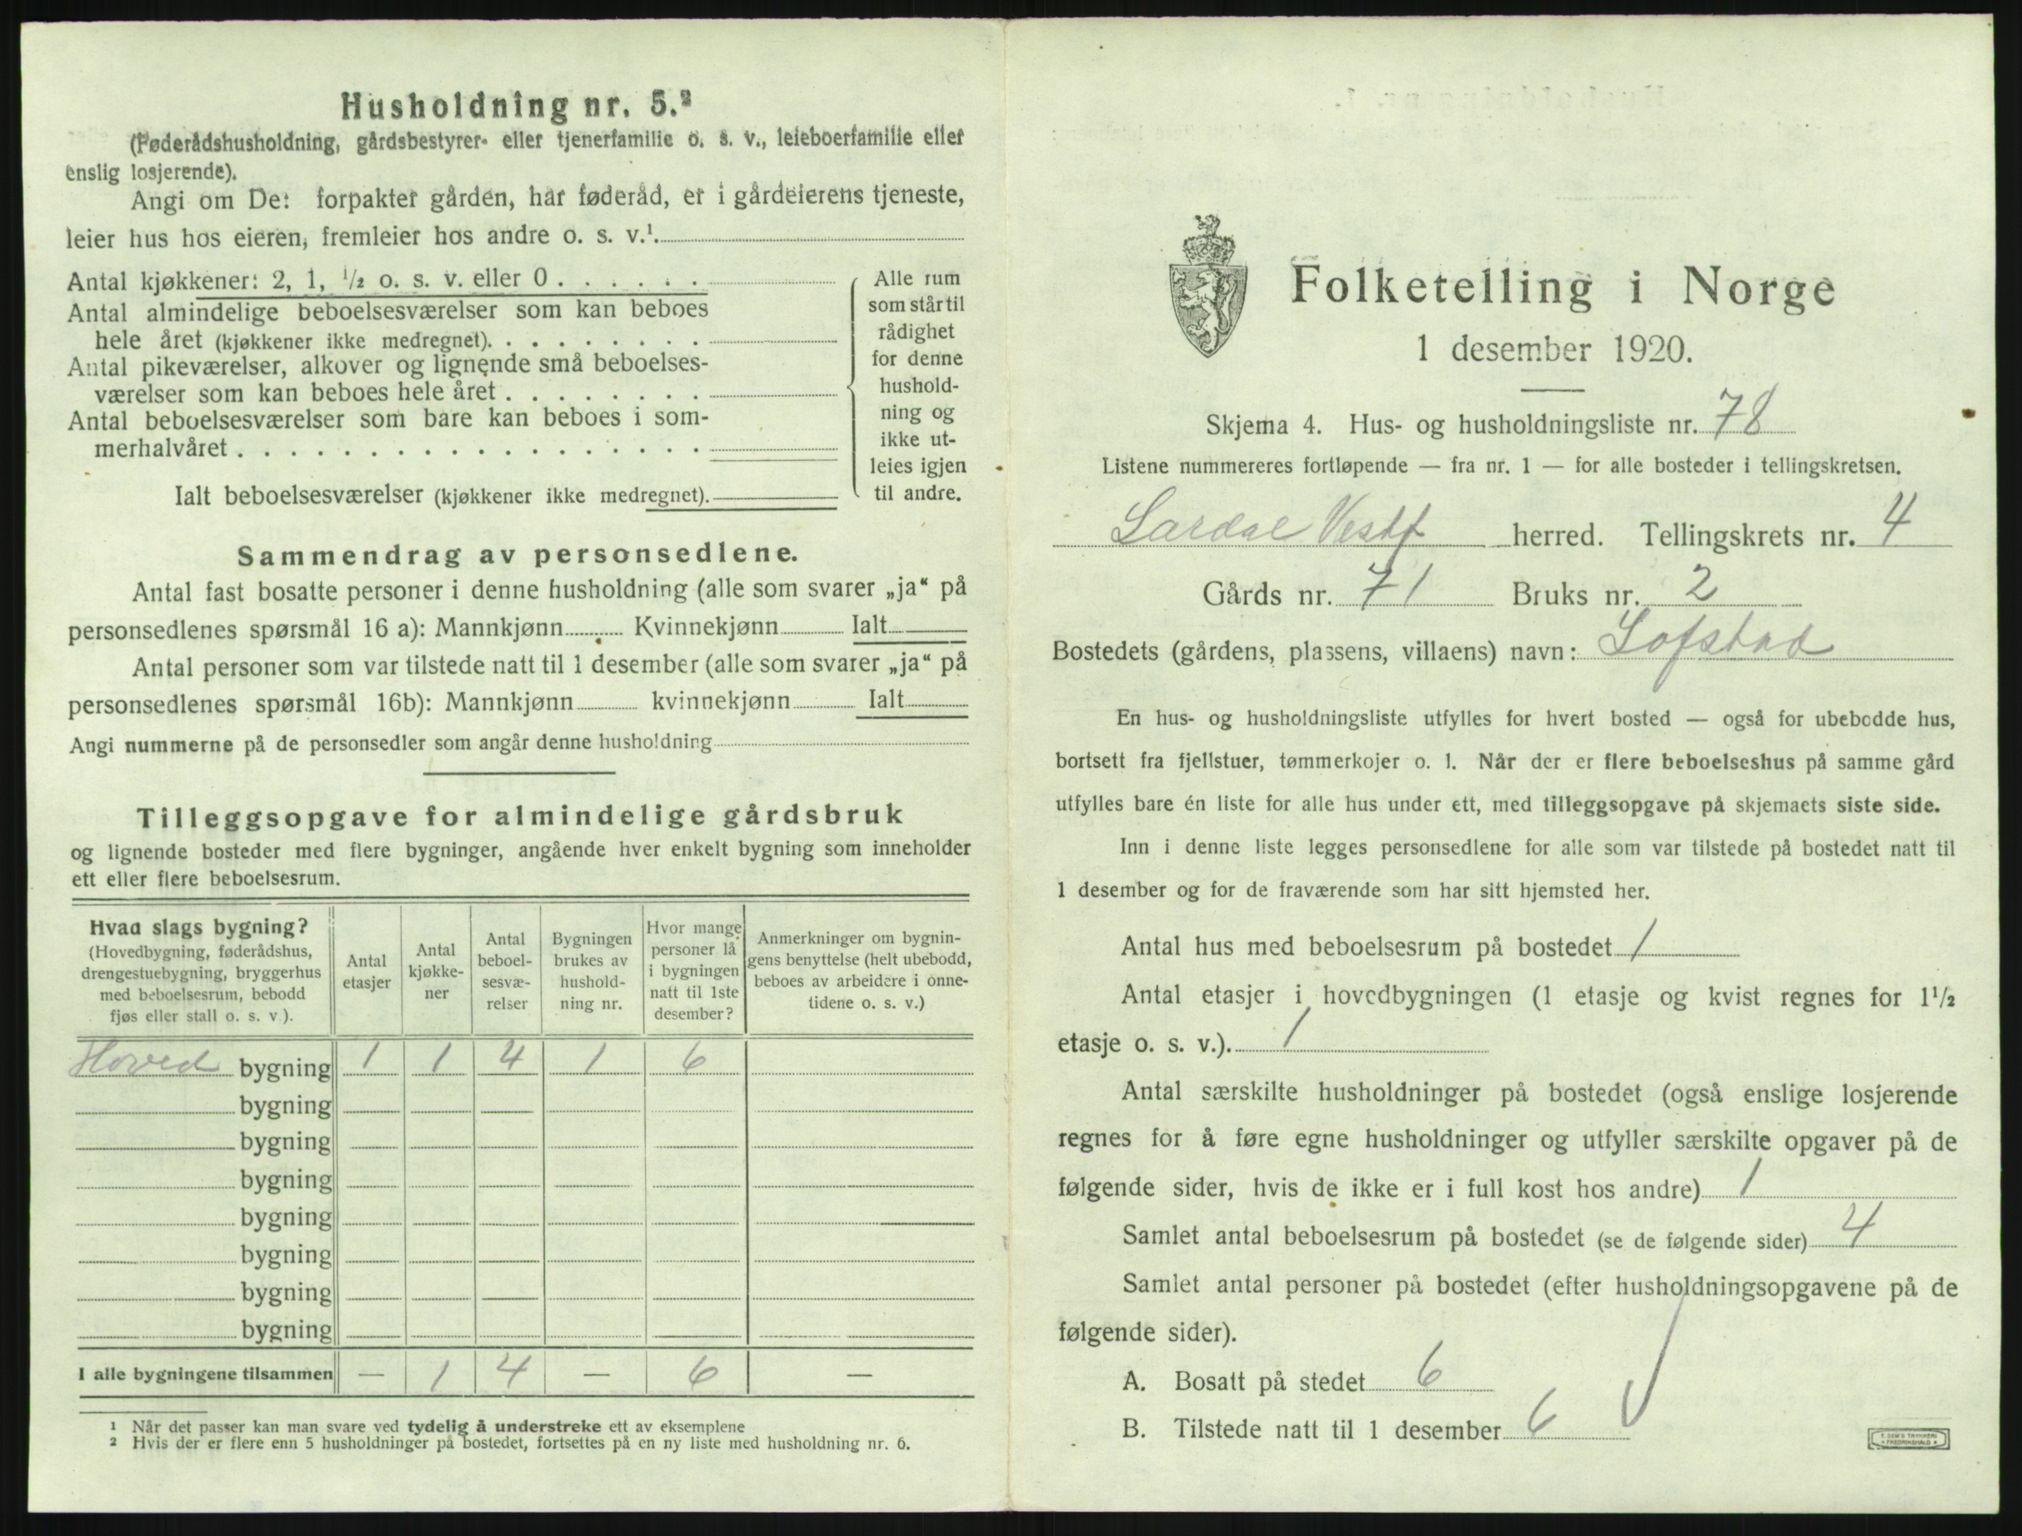 Husholdning nr. 5.²
(Føderådshusholdning, gårdsbestyrer- eller tjenerfamilie o. s. v., leieboerfamilie eller
enslig losjerende).
Angi om De: forpakter gården, har føderåd, er i gårdeierens tjeneste,
leier hus hos eieren, fremleier hos andre o. s. v.¹.
Antal kjøkkener: 2, 1, ½ o. s. v. eller 0 . . . . . .
Antal almindelige beboelsesværelser som kan beboes
hele året (kjøkkener ikke medregnet). . . . . . . . .
Antal pikeværelser, alkover og lignende små beboelses-
værelser som kan beboes hele året . . . . . . . .
Antal beboelsesværelser som bare kan beboes i som-
merhalvåret . . . . . . . . . . . . . . . . . .
Ialt beboelsesværelser (kjøkkener ikke medregnet).
Alle rum
som står til
rådighet
for denne
hushold-
ning og
ikke ut-
leies igjen
til andre.
Sammendrag av personsedlene.
Antal fast bosatte personer i denne husholdning (alle som svarer „ja“ på
personsedlenes spørsmål 16 a): Mannkjønn Kvinnekjønn Ialt
Antal personer som var tilstede natt til 1 desember (alle som svarer „ja“ på
personsedlenes spørsmål 16b): Mannkjønn kvinnekjønn Ialt
Angi nummerne på de personsedler som angår denne husholdning
Tilleggsopgave for almindelige gårdsbruk
og lignende bosteder med flere bygninger, angående hver enkelt bygning som inneholder
ett eller flere beboelsesrum.
Hvad slags bygning?
(Hovedbygning, føderådshus,
drengestuebygning, bryggerhus
med beboelsesrum, bebodd
fjøs eller stall o. s. v ).
Antal
etasjer
Antal
kjøkke-
ner
Antal
beboel-
sesvæ-
relser
Bygningen
brukes av
hushold-
ning nr.
Hvor mange
personer lå
i bygningen
natt til 1ste
desember?
Anmerkninger om bygnin-
gens benyttelse (helt ubebodd,
beboes av arbeidere i onne-
tidene o. s. v.)
Hoved bygning 1 1 4 1 6
bygning
bygning
bygning
bygning
bygning
bygning
bygning
I alle bygningene tilsammen — 1 4 — 6 —
¹ Når det passer kan man svare ved tydelig å understreke ett av eksemplene
² Hvis der er flere enn 5 husholdninger på bostedet, fortsettes på en ny liste med husholdning nr. 6.
Folketelling i Norge
1 desember 1920.
Skjema 4. Hus- og husholdningsliste nr. 78
Listene nummereres fortløpende — fra nr. 1 — for alle bosteder i tellingskretsen.
Lardal Vestf herred. Tellingskrets nr. 4
Gårds nr. 71 Bruks nr. 2
Bostedets (gårdens, plassens, villaens) navn: Lofstad
En hus- og husholdningsliste utfylles for hvert bosted — også for ubebodde hus,
bortsett fra fjellstuer, tømmerkojer o. l. Når der er flere beboelseshus på samme gård
utfylles bare én liste for alle hus under ett, med tilleggsopgave på skjemaets siste side.
Inn i denne liste legges personsedlene for alle som var tilstede på bostedet natt til
1 desember og for de fraværende som har sitt hjemsted her.
Antal hus med beboelsesrum på bostedet 1
Antal etasjer i hovedbygningen (1 etasje og kvist regnes for 1½
etasje o. s. v.). 1
Antal særskilte husholdninger på bostedet (også enslige losjerende
regnes for å føre egne husholdninger og utfyller særskilte opgaver på de
følgende sider, hvis de ikke er i full kost hos andre) 1
Samlet antal beboelsesrum på bostedet (se de følgende sider) 4
Samlet antal personer på bostedet (efter husholdningsopgavene på de
følgende sider).
A. Bosatt på stedet 6
B. Tilstede natt til 1 desember 6